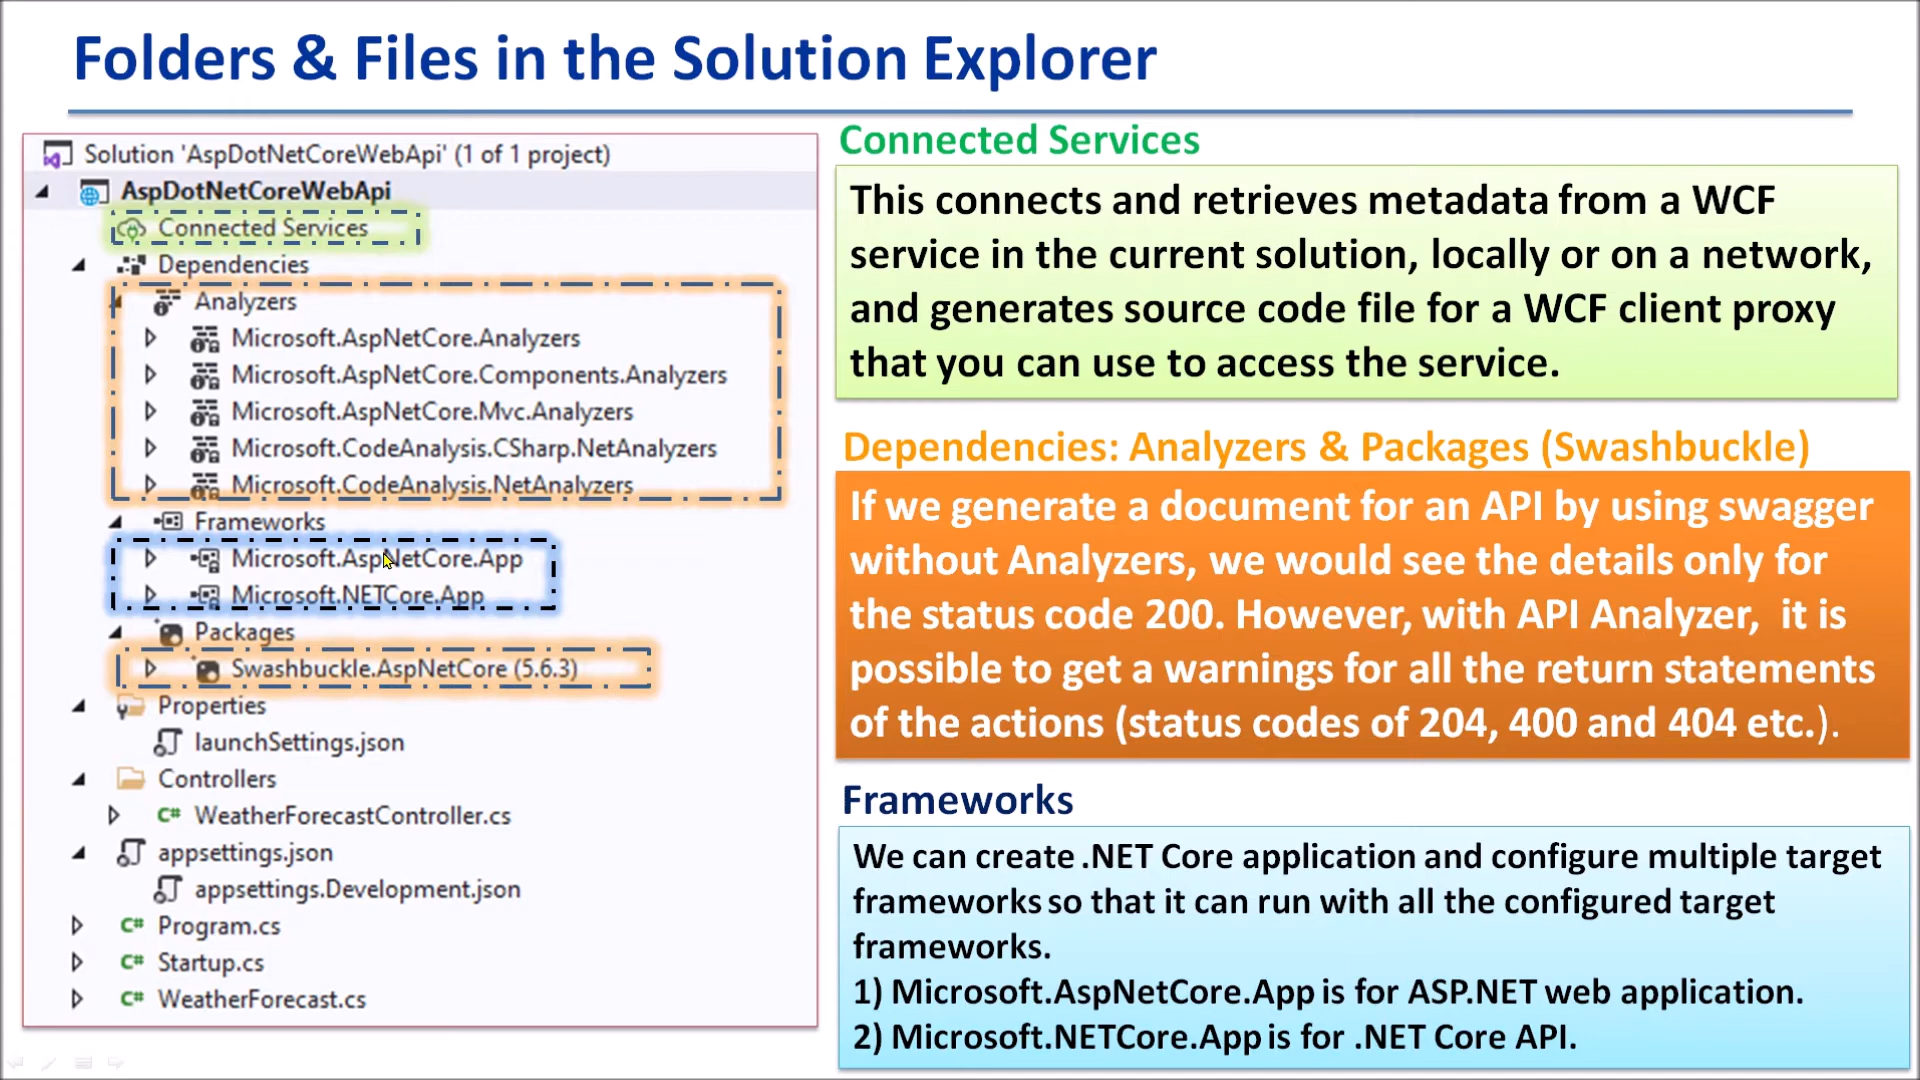 Folders & Files in the Solution Explorer
Solution 'AspDotNetCoreWebApi' (1 of 1 project)
AspDotNetCoreWebApi
Connected Services
Dependencies
Analyzers
Microsoft.AspNetCore.Analyzers
Microsoft.AspNetCore.Components.Analyzers
Microsoft.AspNetCore.Mvc.Analyzers
Microsoft.CodeAnalysis.CSharp.NetAnalyzers
Microsoft.CodeAnalysis.NetAnalyzers
Frameworks
Microsoft.AspNetCore.App
Microsoft.NETCore.App
Packages
Swashbuckle.AspNetCore (5.6.3)
Properties
launchSettings.json
Controllers
C# WeatherForecastController.cs
appsettings.json
appsettings.Development.json
C# Program.cs
C# Startup.cs
C# WeatherForecast.cs
Connected Services
This connects and retrieves metadata from a WCF
service in the current solution, locally or on a network,
and generates source code file for a WCF client proxy
that you can use to access the service.
Dependencies: Analyzers & Packages (Swashbuckle)
If we generate a document for an API by using swagger
without Analyzers, we would see the details only for
the status code 200. However, with API Analyzer, it is
possible to get a warnings for all the return statements
of the actions (status codes of 204, 400 and 404 etc.).
Frameworks
We can create .NET Core application and configure multiple target
frameworks so that it can run with all the configured target
frameworks.
1) Microsoft.AspNetCore.App is for ASP.NET web application.
2) Microsoft.NETCore.App is for .NET Core API.